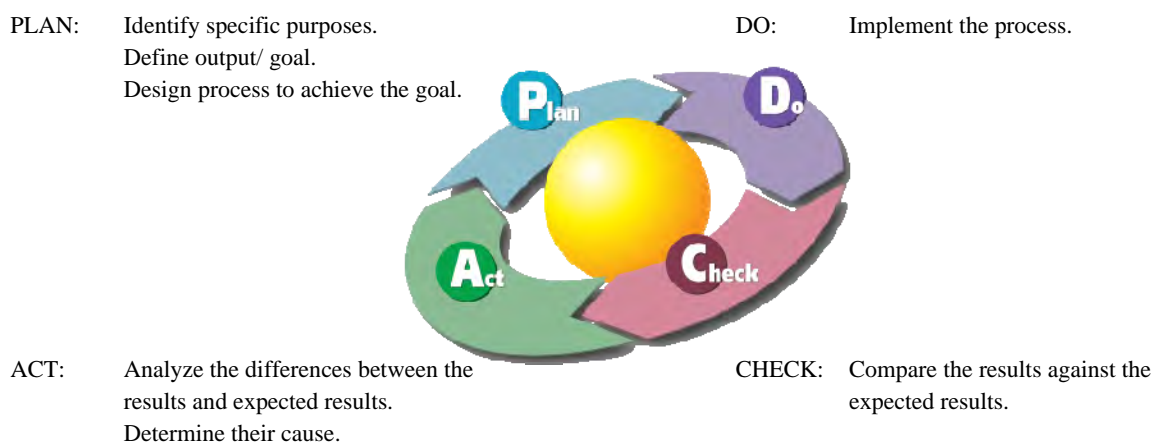 PLAN: Identify specific purposes.
Define output/ goal.
Design process to achieve the goal.
DO: Implement the process.
Plan
Do
Check
Act
ACT: Analyze the differences between the
results and expected results.
Determine their cause.
CHECK: Compare the results against the
expected results.